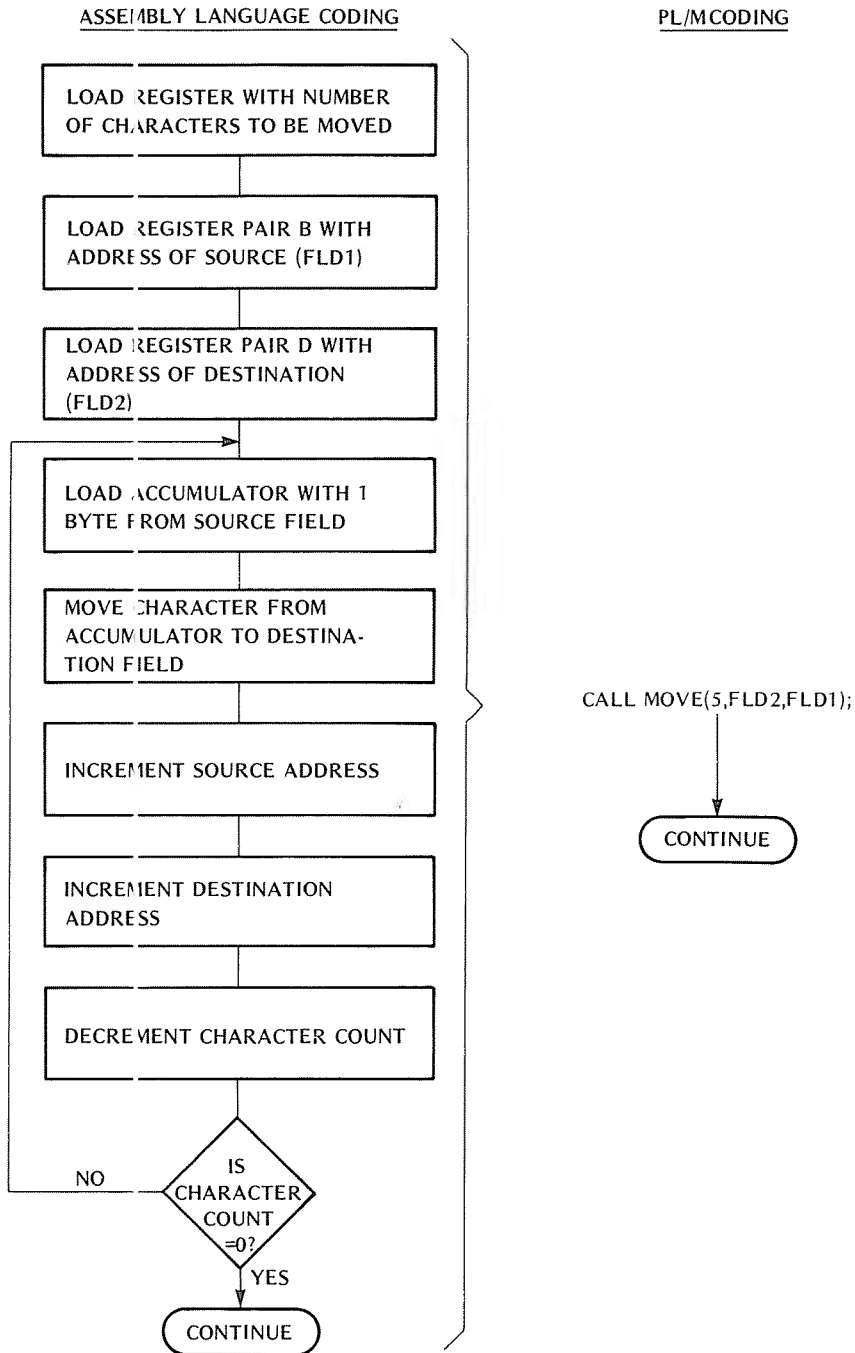 ASSEMBLY LANGUAGE CODING
LOAD REGISTER WITH NUMBER
OF CHARACTERS TO BE MOVED
LOAD REGISTER PAIR B WITH
ADDRESS OF SOURCE (FLD1)
LOAD REGISTER PAIR D WITH
ADDRESS OF DESTINATION
(FLD2)
LOAD ACCUMULATOR WITH 1
BYTE FROM SOURCE FIELD
MOVE CHARACTER FROM
ACCUMULATOR TO DESTINA-
TION FIELD
INCREMENT SOURCE ADDRESS
INCREMENT DESTINATION
ADDRESS
DECREMENT CHARACTER COUNT
IS
CHARACTER
COUNT
=0?
NO
YES
CONTINUE
PL/MCODING
CALL MOVE(5,FLD2,FLD1);
CONTINUE